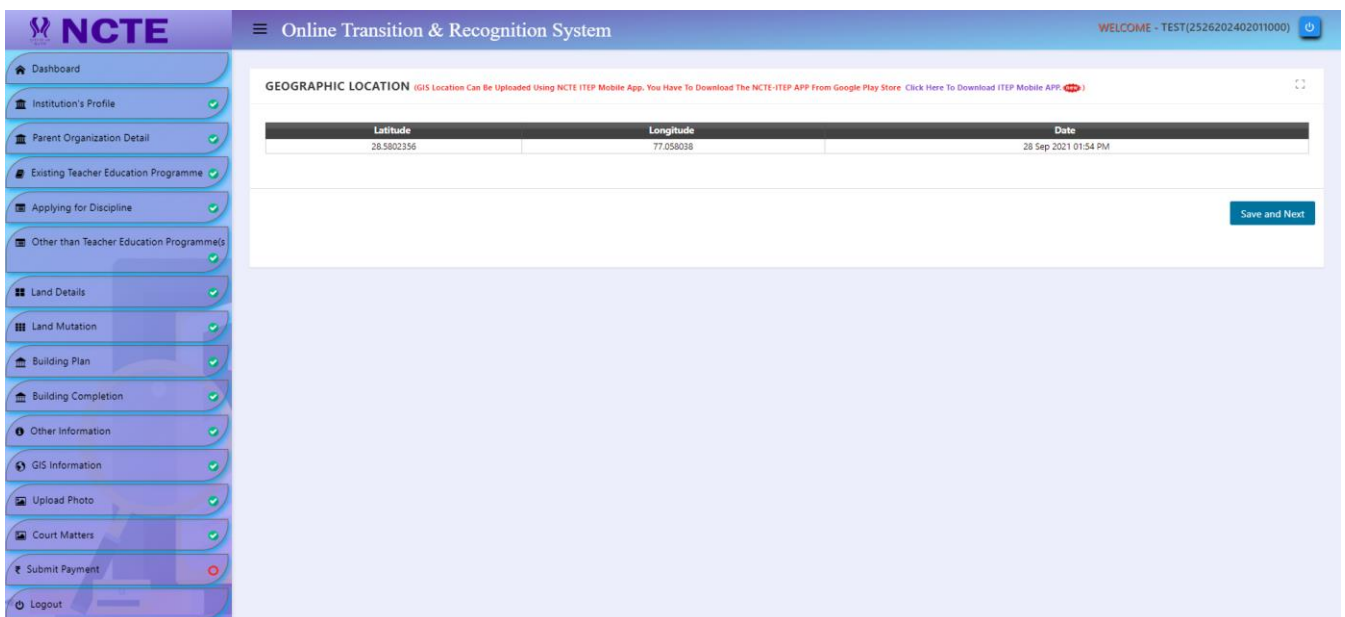 NCTE
Online Transition & Recognition System
WELCOME - TEST(2526202402011000)
Dashboard
Institution's Profile
Parent Organization Detail
Existing Teacher Education Programme
Applying for Discipline
Other than Teacher Education Programme(s
Land Details
Land Mutation
Building Plan
Building Completion
Other Information
GIS Information
Upload Photo
Court Matters
₹ Submit Payment
Logout
GEOGRAPHIC LOCATION (GIS Location Can Be Uploaded Using NCTE ITEP Mobile App. You Have To Download The NCTE-ITEP APP From Google Play Store Click Here To Download ITEP Mobile APP. new )
Latitude Longitude Date
28.5802356 77.058038 28 Sep 2021 01:54 PM
Save and Next